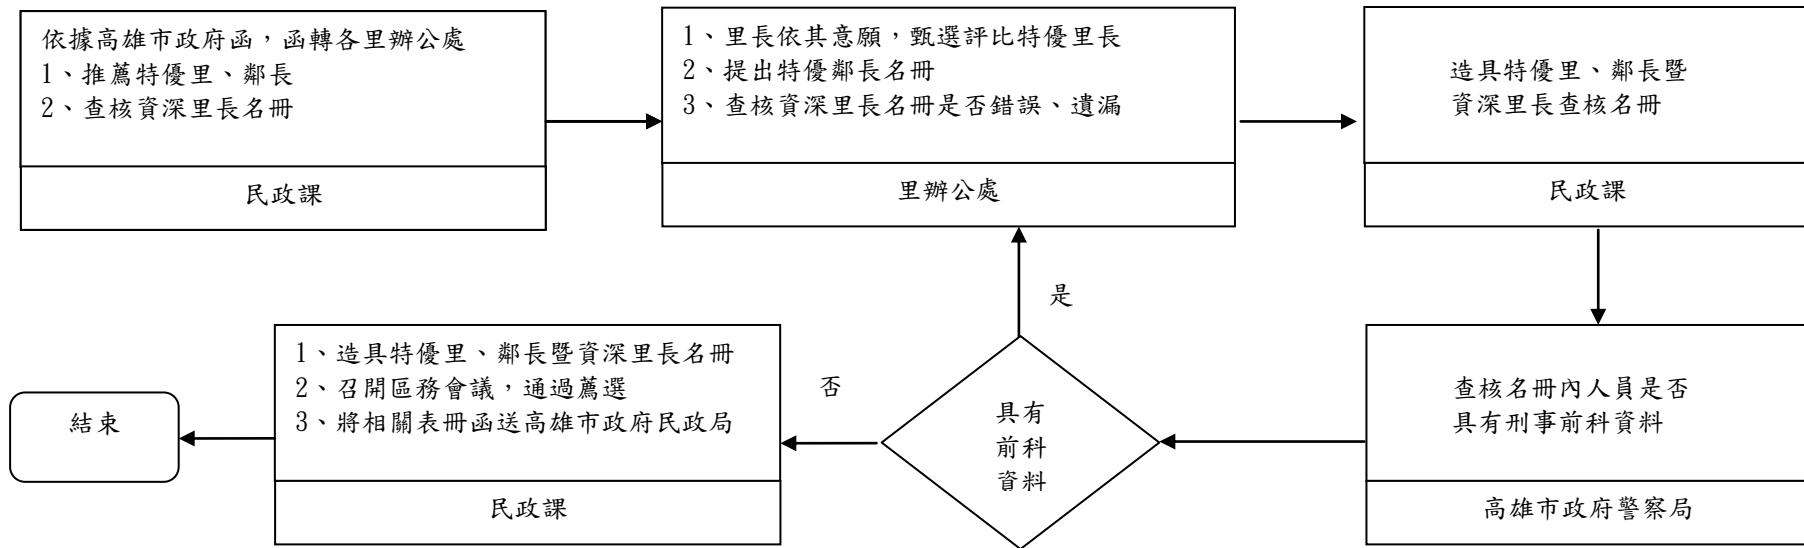 依據高雄市政府函，函轉各里辦公處
1、推薦特優里、鄰長
2、查核資深里長名冊
民政課
1、里長依其意願，甄選評比特優里長
2、提出特優鄰長名冊
3、查核資深里長名冊是否錯誤、遺漏
里辦公處
造具特優里、鄰長暨
資深里長查核名冊
民政課
查核名冊內人員是否
具有刑事前科資料
高雄市政府警察局
具有
前科
資料
是
否
1、造具特優里、鄰長暨資深里長名冊
2、召開區務會議，通過薦選
3、將相關表冊函送高雄市政府民政局
民政課
結束